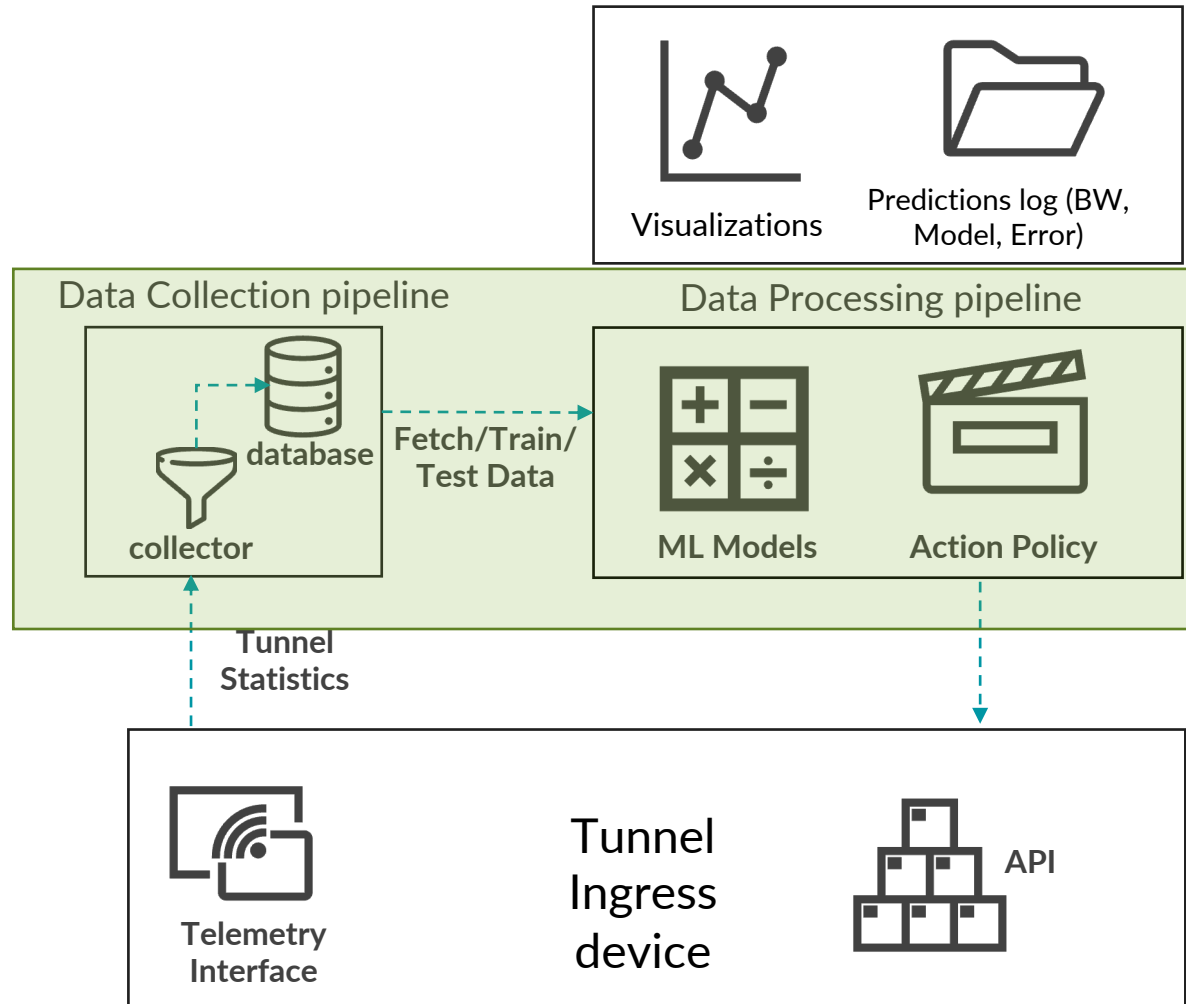 Visualizations
Predictions log (BW,
Model, Error)
Data Collection pipeline
Data Processing pipeline
database
collector
Fetch/Train/
Test Data
ML Models
Action Policy
Tunnel
Statistics
Telemetry
Interface
Tunnel
Ingress
device
API